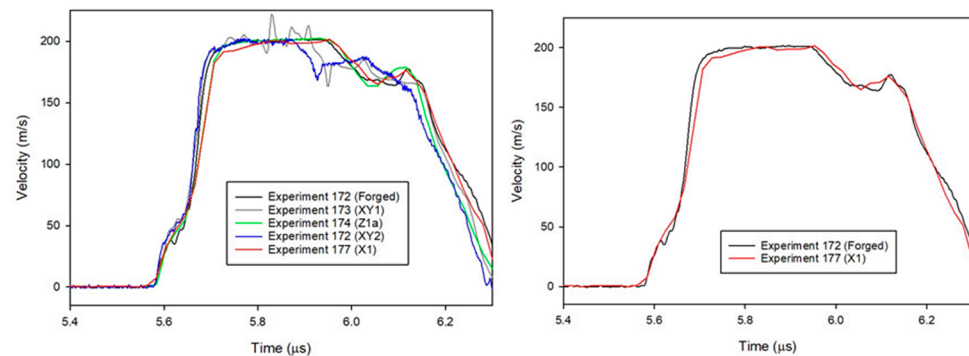 200
150
100
50
0
Velocity (m/s)
Experiment 172 (Forged)
Experiment 173 (XY1)
Experiment 174 (Z1a)
Experiment 172 (XY2)
Experiment 177 (X1)
5.4 5.6 5.8 6.0 6.2
Time (μs)
200
150
100
50
0
Velocity (m/s)
Experiment 172 (Forged)
Experiment 177 (X1)
5.4 5.6 5.8 6.0 6.2
Time (μs)